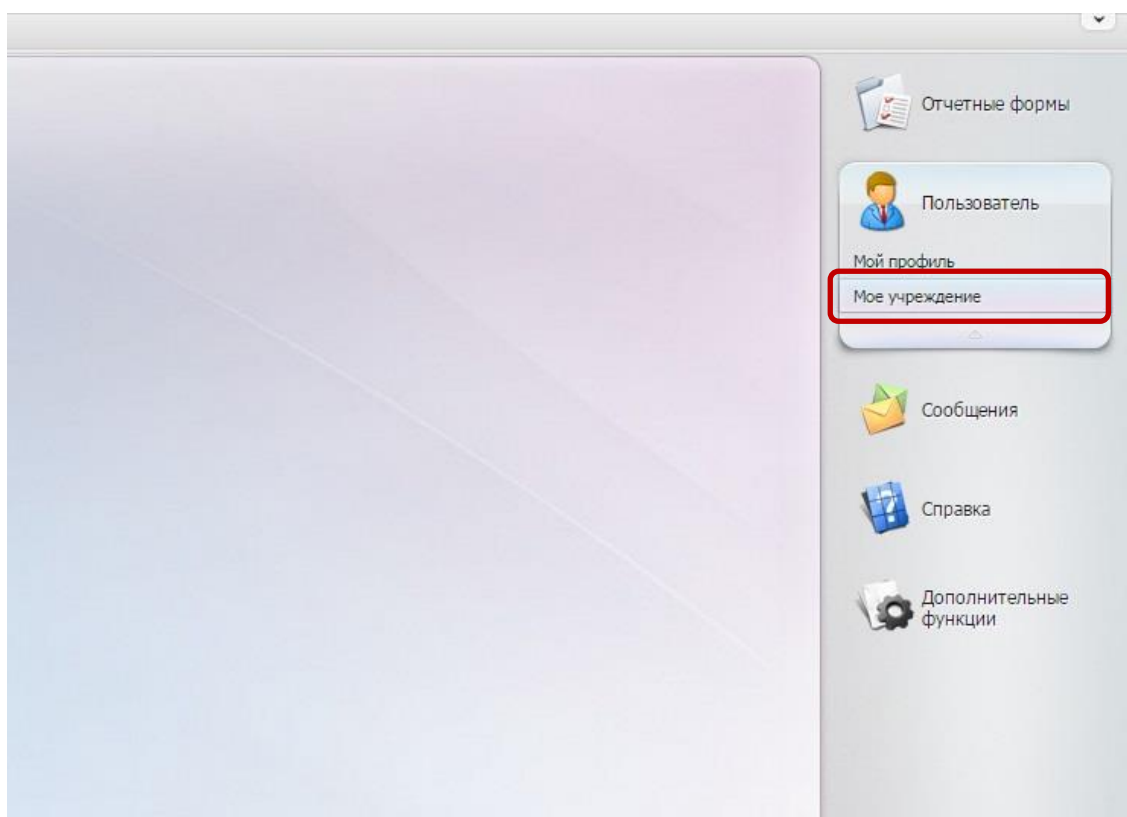 Отчетные формы
Пользователь
Мой профиль
Мое учреждение
Сообщения
Справка
Дополнительные
функции